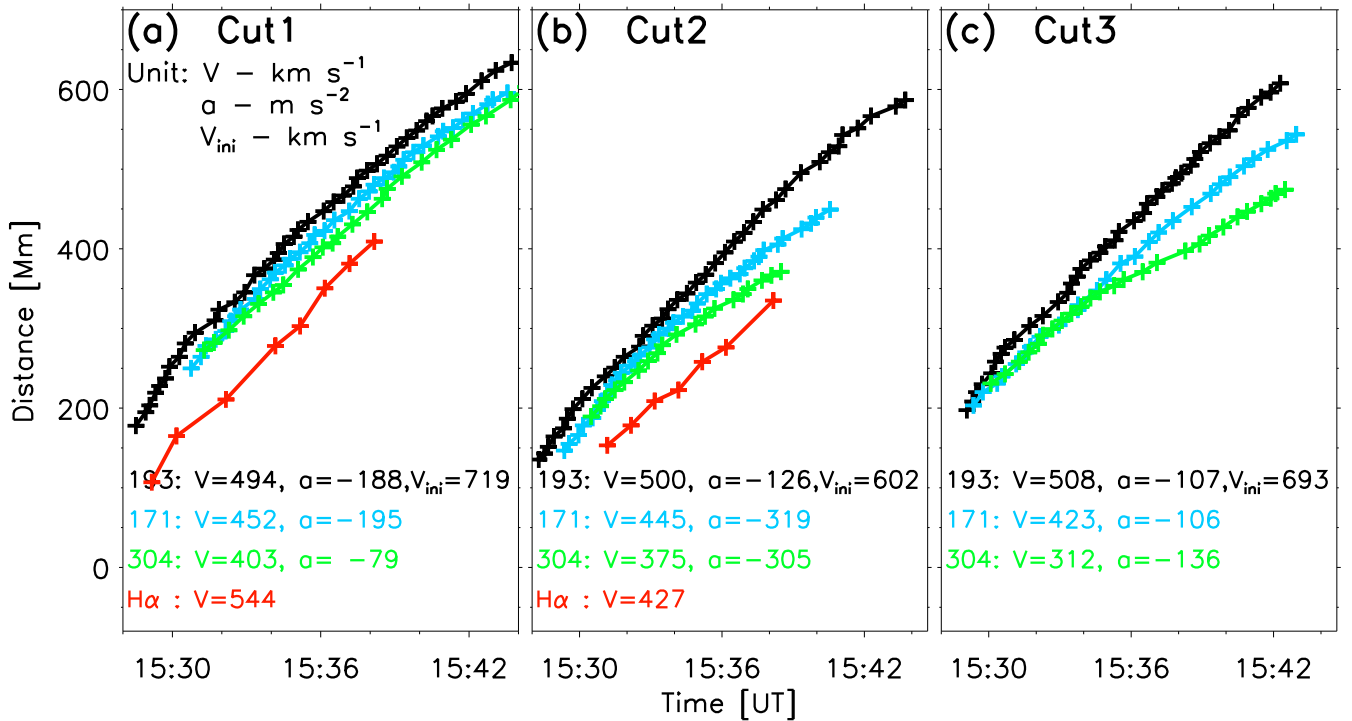 (a) Cut1
Unit: V − km s⁻¹
a − m s⁻²
V_ini − km s⁻¹
(b) Cut2
(c) Cut3
600
400
200
0
Distance [Mm]
193: V=494, a=−188,V_ini=719
171: V=452, a=−195
304: V=403, a= −79
Hα : V=544
193: V=500, a=−126,V_ini=602
171: V=445, a=−319
304: V=375, a=−305
Hα : V=427
193: V=508, a=−107,V_ini=693
171: V=423, a=−106
304: V=312, a=−136
15:30 15:36 15:42
15:30 15:36 15:42
15:30 15:36 15:42
Time [UT]